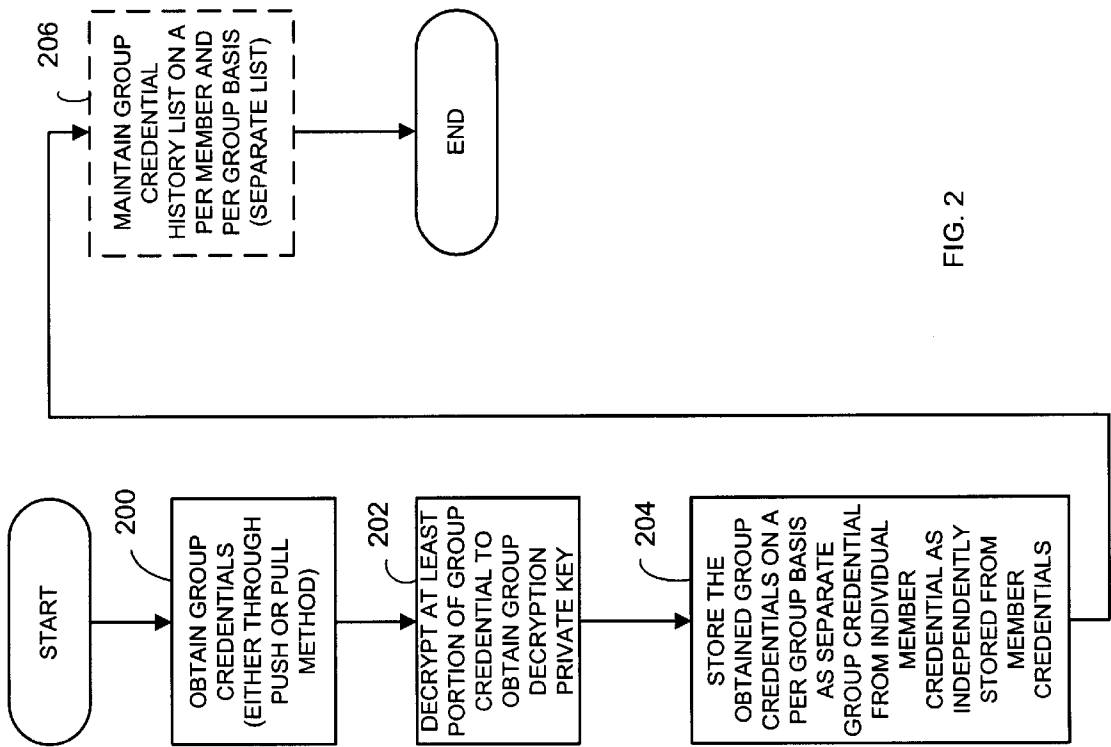 START
200
OBTAIN GROUP
CREDENTIALS
(EITHER THROUGH
PUSH OR PULL
METHOD)
202
DECRYPT AT LEAST
PORTION OF GROUP
CREDENTIAL TO
OBTAIN GROUP
DECRYPTION
PRIVATE KEY
204
STORE THE
OBTAINED GROUP
CREDENTIALS ON A
PER GROUP BASIS
AS SEPARATE
GROUP CREDENTIAL
FROM INDIVIDUAL
MEMBER
CREDENTIAL AS
INDEPENDENTLY
STORED FROM
MEMBER
CREDENTIALS
206
MAINTAIN GROUP
CREDENTIAL
HISTORY LIST ON A
PER MEMBER AND
PER GROUP BASIS
(SEPARATE LIST)
END
FIG. 2